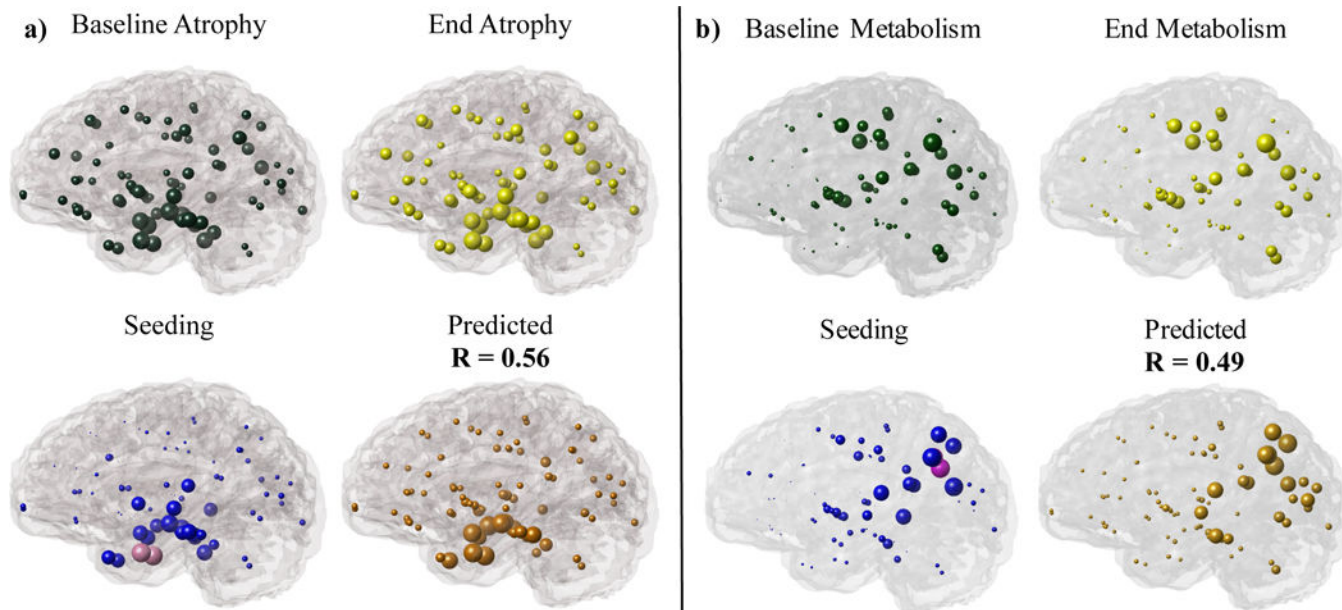 a) Baseline Atrophy
End Atrophy
Seeding
Predicted
R = 0.56
b) Baseline Metabolism
End Metabolism
Seeding
Predicted
R = 0.49